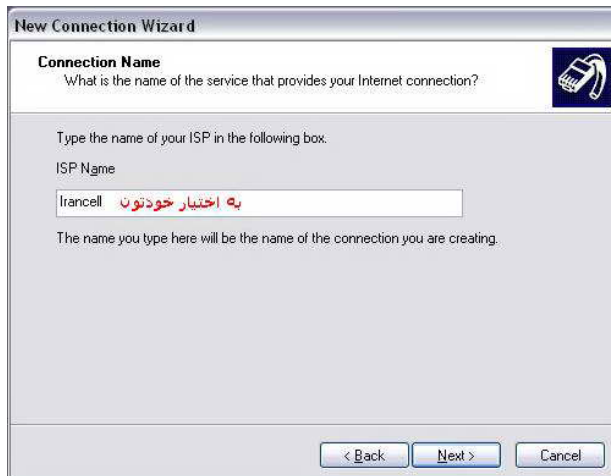 New Connection Wizard
Connection Name
What is the name of the service that provides your Internet connection?
Type the name of your ISP in the following box.
ISP Name
Irancell به اختیار خودتون
The name you type here will be the name of the connection you are creating.
< Back Next > Cancel